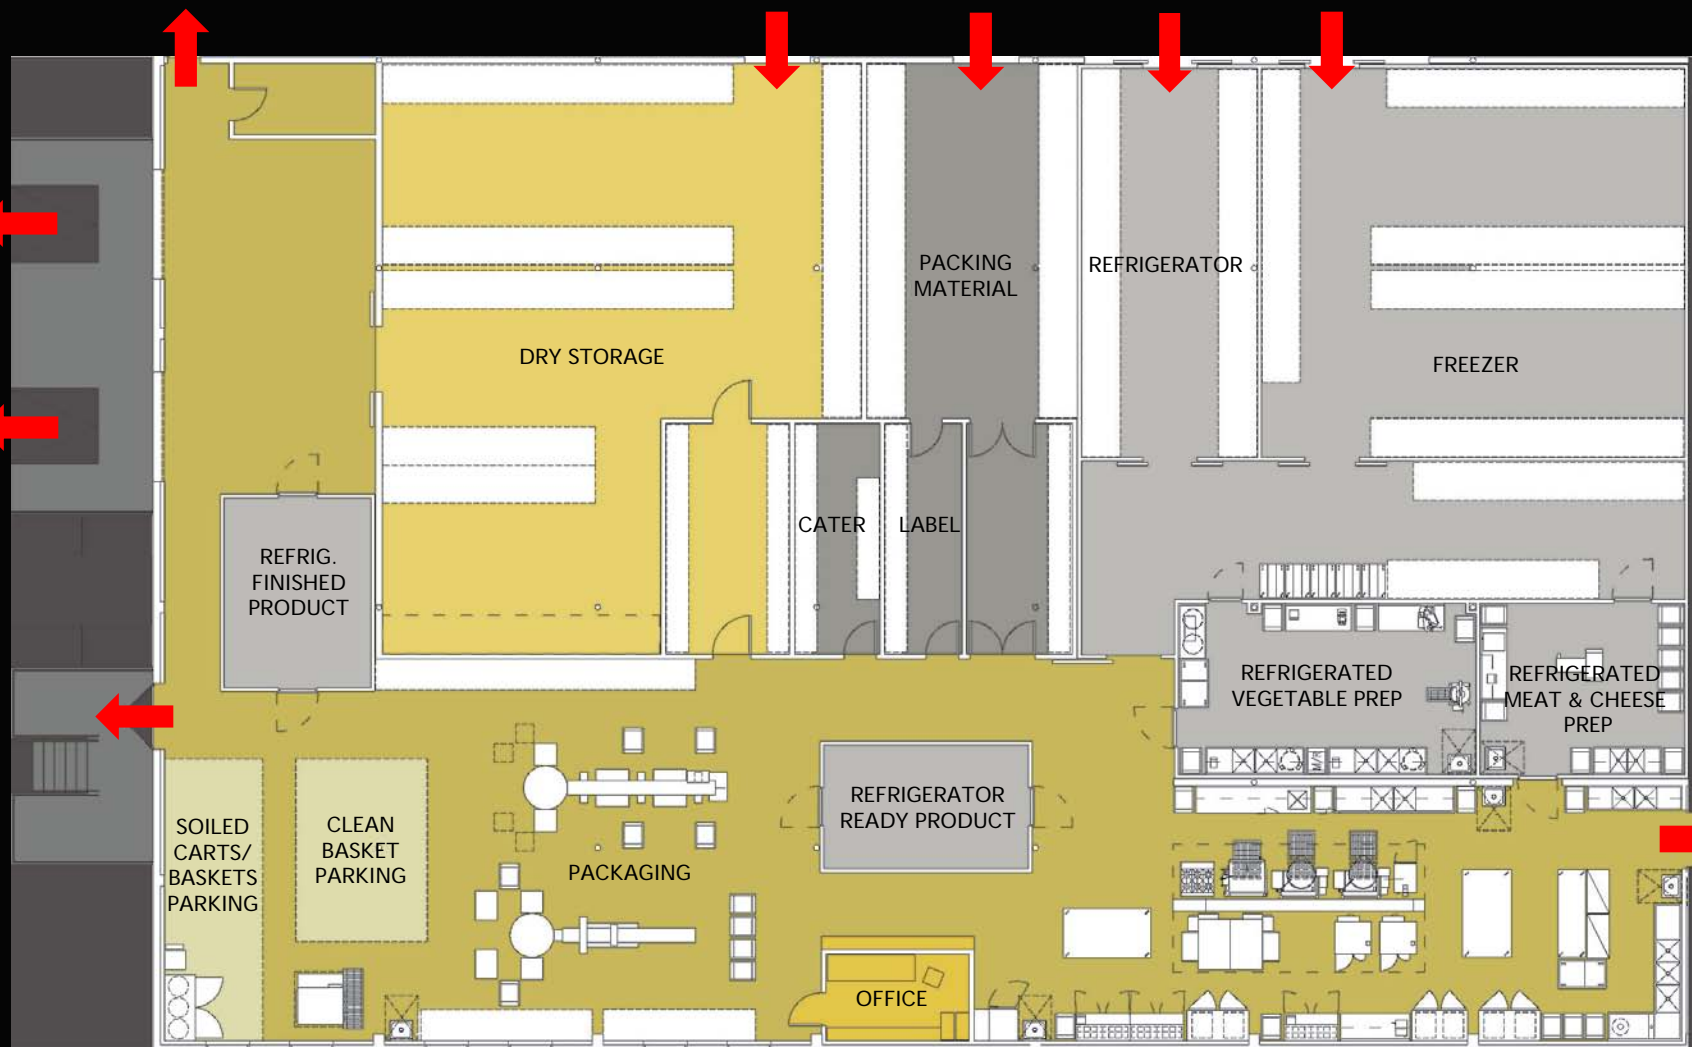 PACKING
MATERIAL
REFRIGERATOR
DRY STORAGE
FREEZER
CATER
LABEL
REFRIG.
FINISHED
PRODUCT
REFRIGERATED
VEGETABLE PREP
REFRIGERATED
MEAT & CHEESE
PREP
REFRIGERATOR
READY PRODUCT
SOILED
CARTS/
BASKETS
PARKING
CLEAN
BASKET
PARKING
PACKAGING
OFFICE